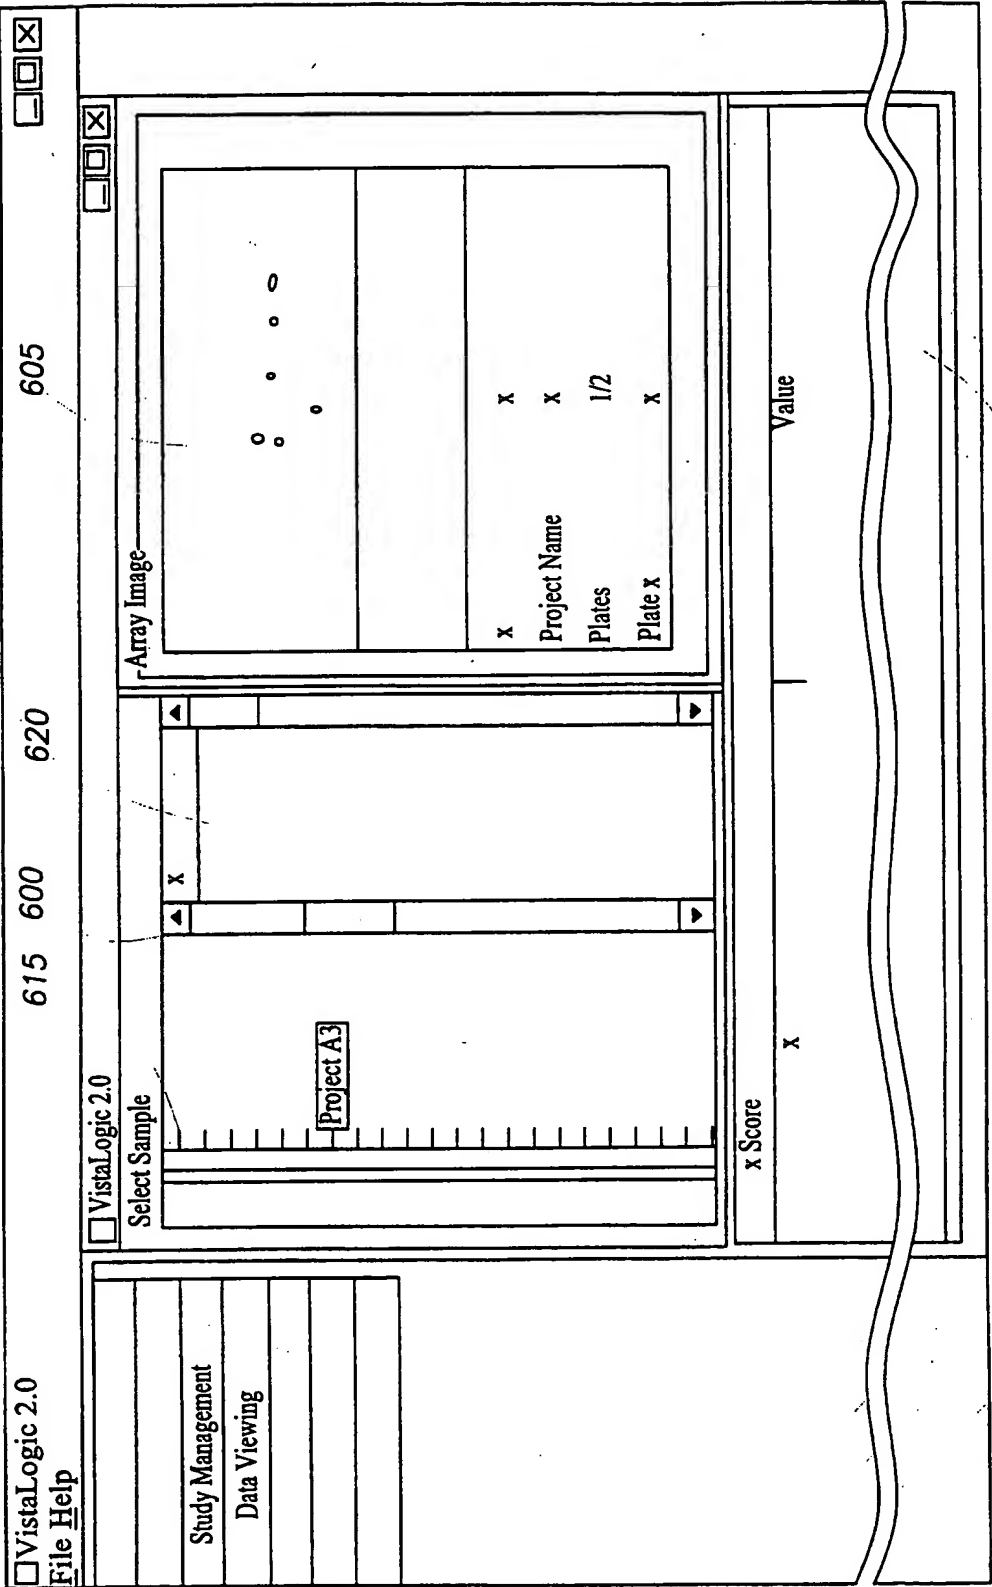 VistaLogic 2.0
File Help
615 600 620 605
Study Management
Data Viewing
VistaLogic 2.0
Select Sample
Project A3
x
Array Image
x x
Project Name x
Plates 1/2
Plate x x
x Score
x Value